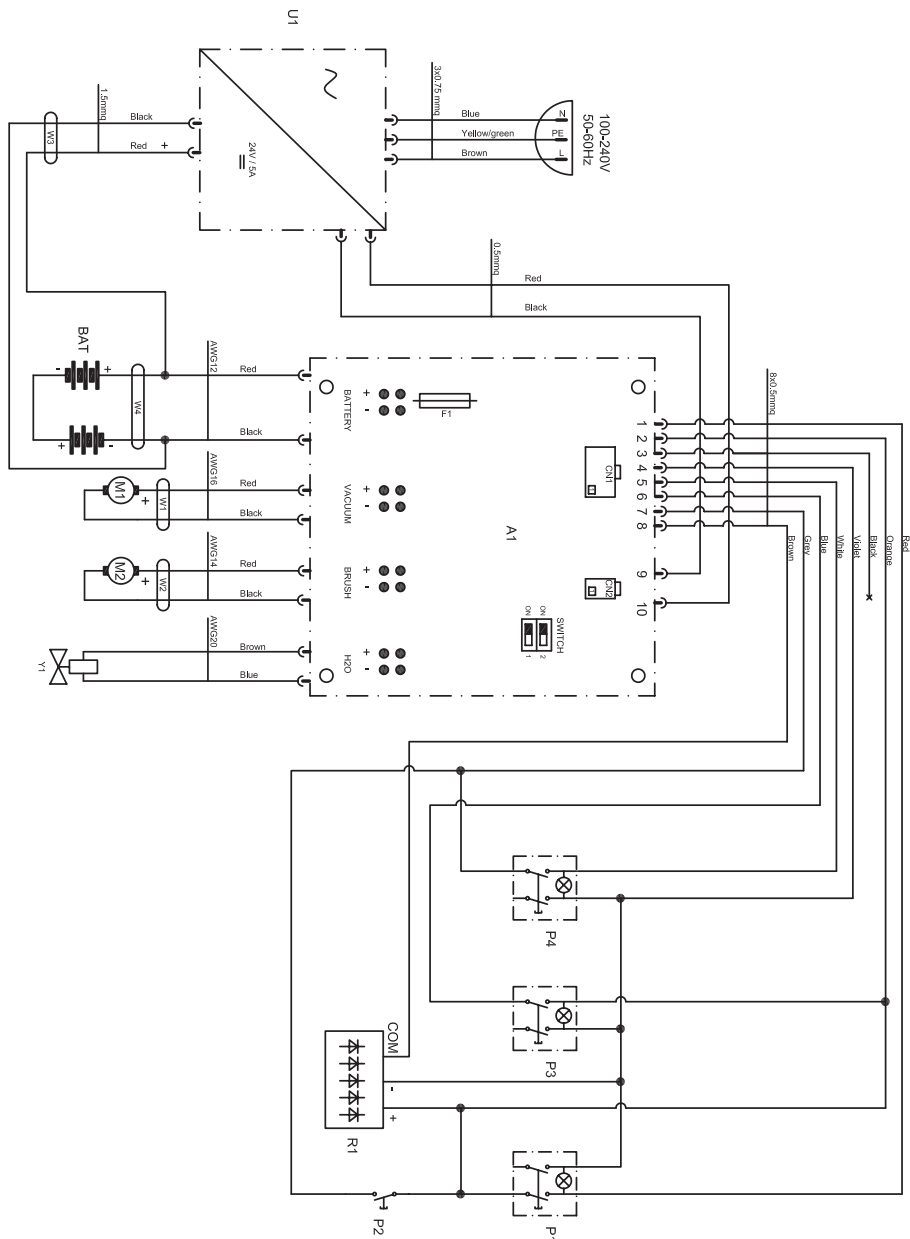 U1
1.5mmq
3x0.75 mmq
100-240V
50-60Hz
Black
Blue
N
W3
Yellow/green
PE
Red
+
Brown
L
24V / 5A
0.5mmq
Red
Black
BAT
AWG12
8x0.5mmq
-
+
Red
W4
BATTERY
+
-
F1
1
2
3
4
5
6
7
8
9
10
+
-
Black
AWG16
CN1
1
M1
+
W1
Red
Black
VACUUM
+
-
A1
AWG14
M2
+
W2
Red
Black
BRUSH
+
-
CN2
1
SWITCH
ON
ON
1
2
AWG20
Brown
Blue
H2O
+
-
Y1
Brown
Grey
Blue
White
Violet
Black
Orange
Red
P4
P3
COM
-
+
R1
P2